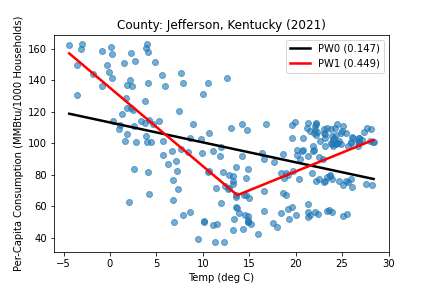 County: Jefferson, Kentucky (2021)
Per-Capita Consumption (MMBtu/1000 Households)
160
140
120
100
80
60
40
PW0 (0.147)
PW1 (0.449)
−5 0 5 10 15 20 25 30
Temp (deg C)